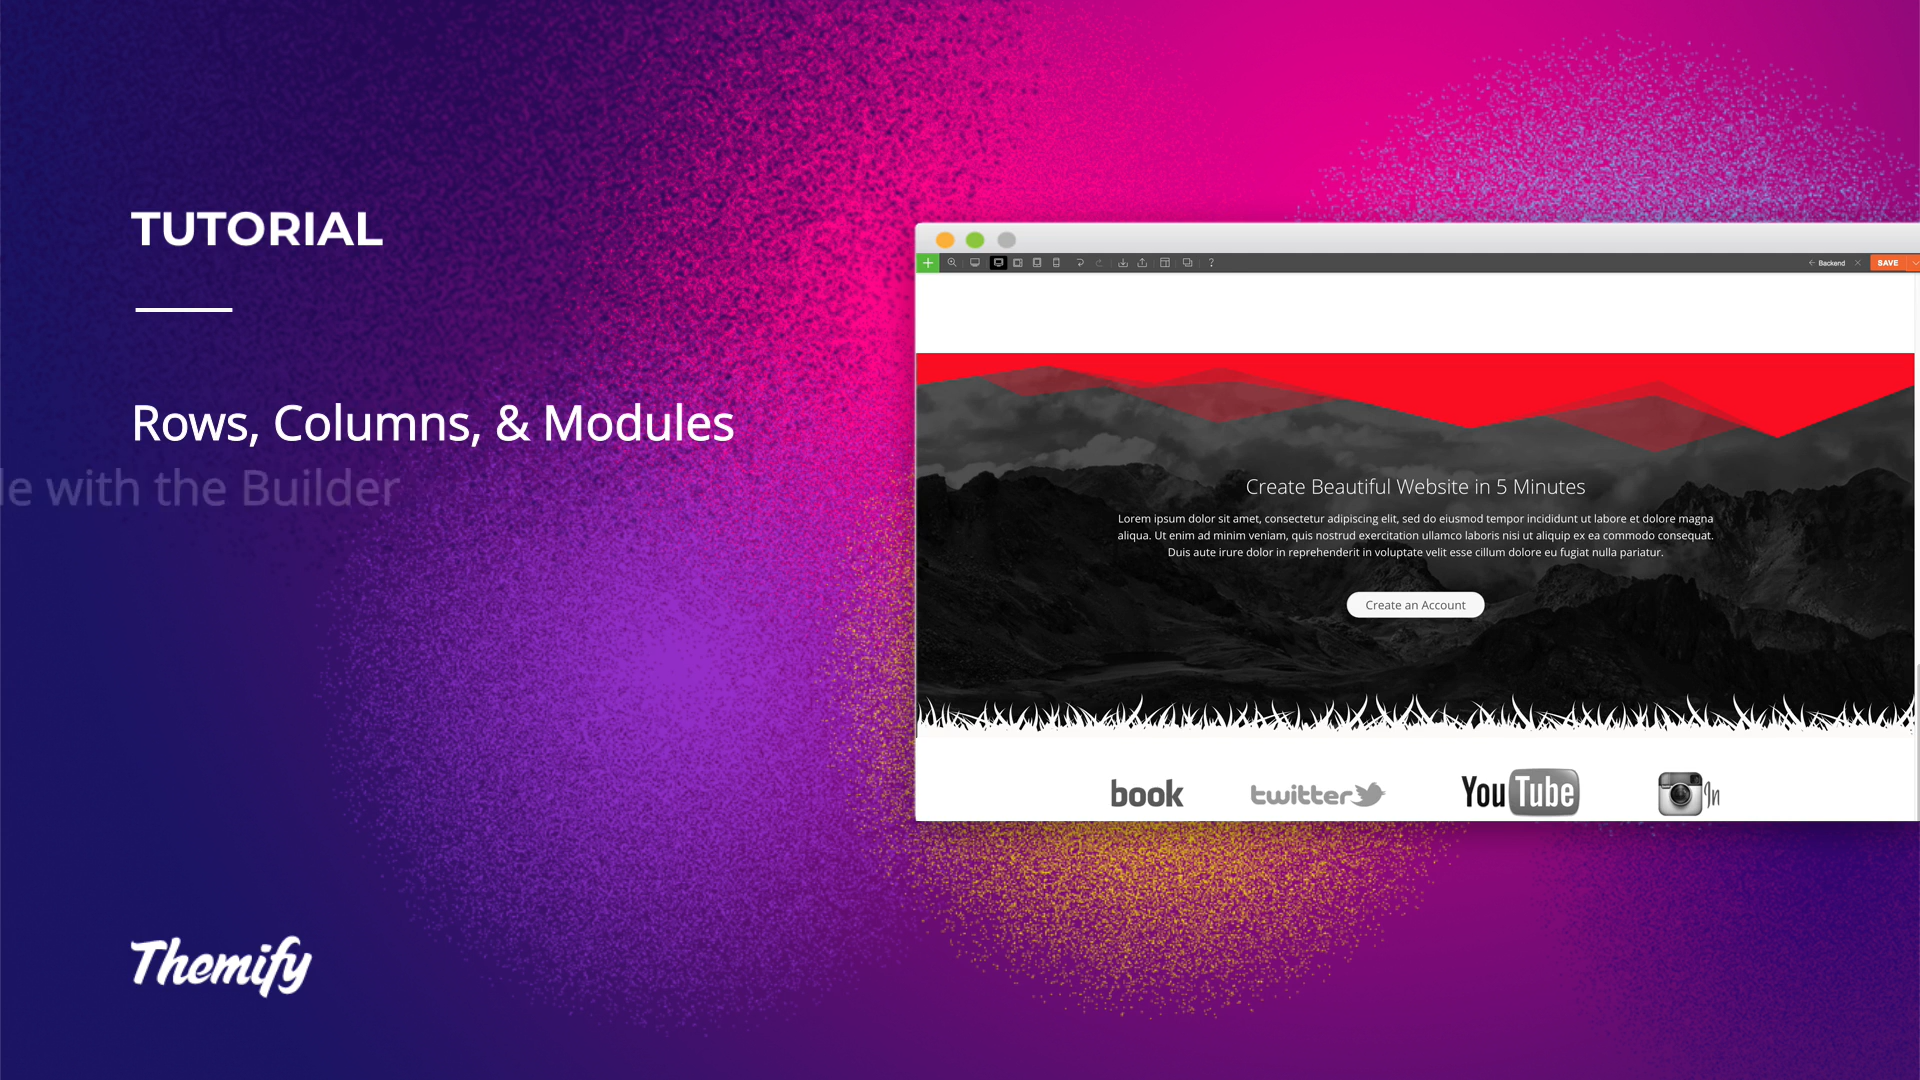 TUTORIAL
Rows, Columns, & Modules
le with the Builder
Themify
?
Backend
SAVE
Create Beautiful Website in 5 Minutes
Lorem ipsum dolor sit amet, consectetur adipiscing elit, sed do eiusmod tempor incididunt ut labore et dolore magna
aliqua. Ut enim ad minim veniam, quis nostrud exercitation ullamco laboris nisi ut aliquip ex ea commodo consequat.
Duis aute irure dolor in reprehenderit in voluptate velit esse cillum dolore eu fugiat nulla pariatur.
Create an Account
book twitter YouTube In